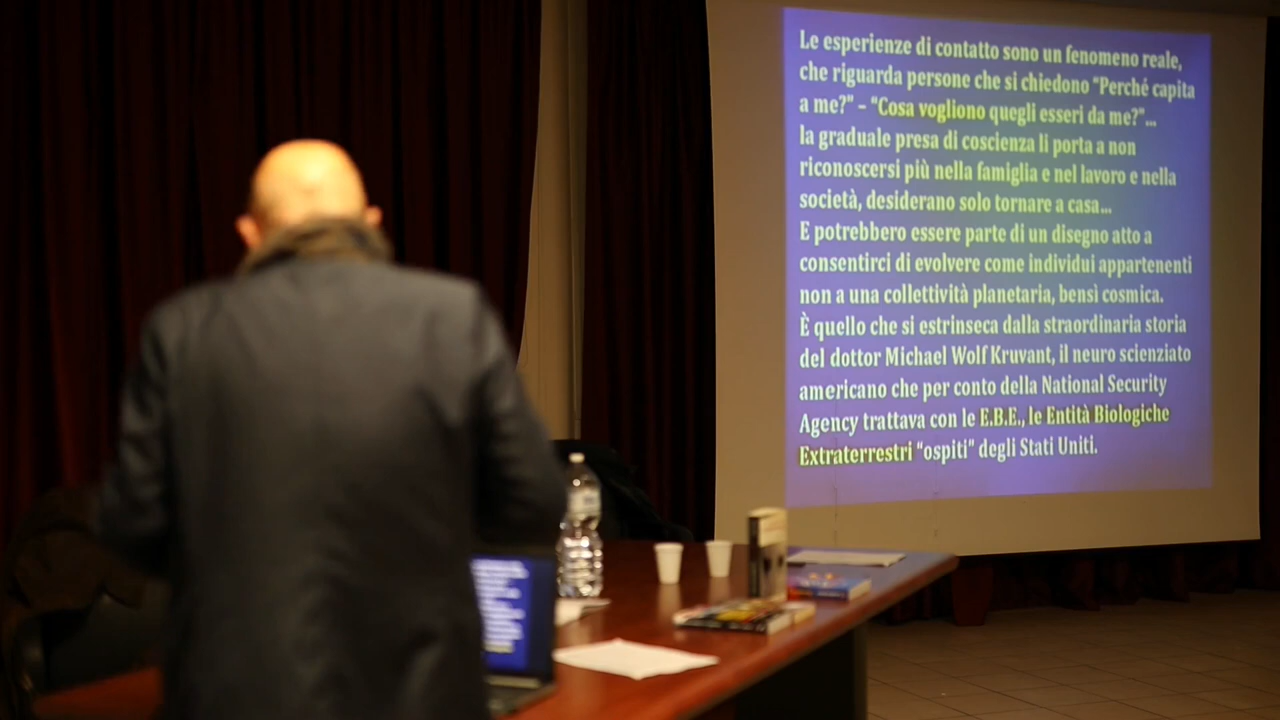 Le esperienze di contatto sono un fenomeno reale,
che riguarda persone che si chiedono “Perché capita
a me?” – “Cosa vogliono quegli esseri da me?”...
la graduale presa di coscienza li porta a non
riconoscersi più nella famiglia e nel lavoro e nella
società, desiderano solo tornare a casa...
E potrebbero essere parte di un disegno atto a
consentirci di evolvere come individui appartenenti
non a una collettività planetaria, bensì cosmica.
È quello che si estrinseca dalla straordinaria storia
del dottor Michael Wolf Kruvant, il neuro scienziato
americano che per conto della National Security
Agency trattava con le E.B.E., le Entità Biologiche
Extraterrestri “ospiti” degli Stati Uniti.